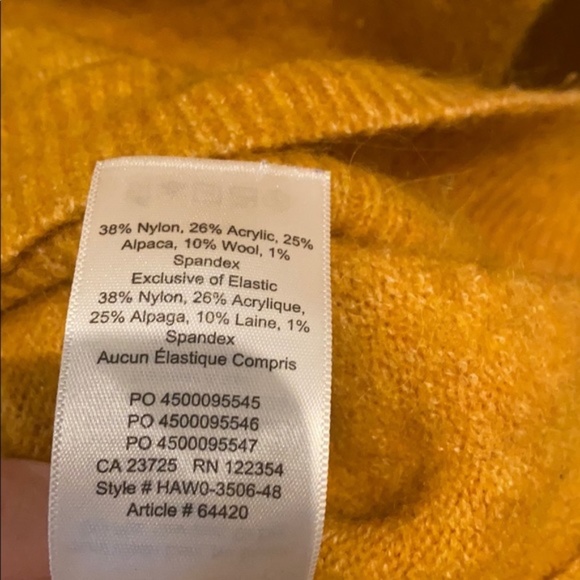 38% Nylon, 26% Acrylic, 25%
Alpaca, 10% Wool, 1%
Spandex
Exclusive of Elastic
38% Nylon, 26% Acrylique,
25% Alpaga, 10% Laine, 1%
Spandex
Aucun Élastique Compris
PO 4500095545
PO 4500095546
PO 4500095547
CA 23725 RN 122354
Style # HAW0-3506-48
Article # 64420